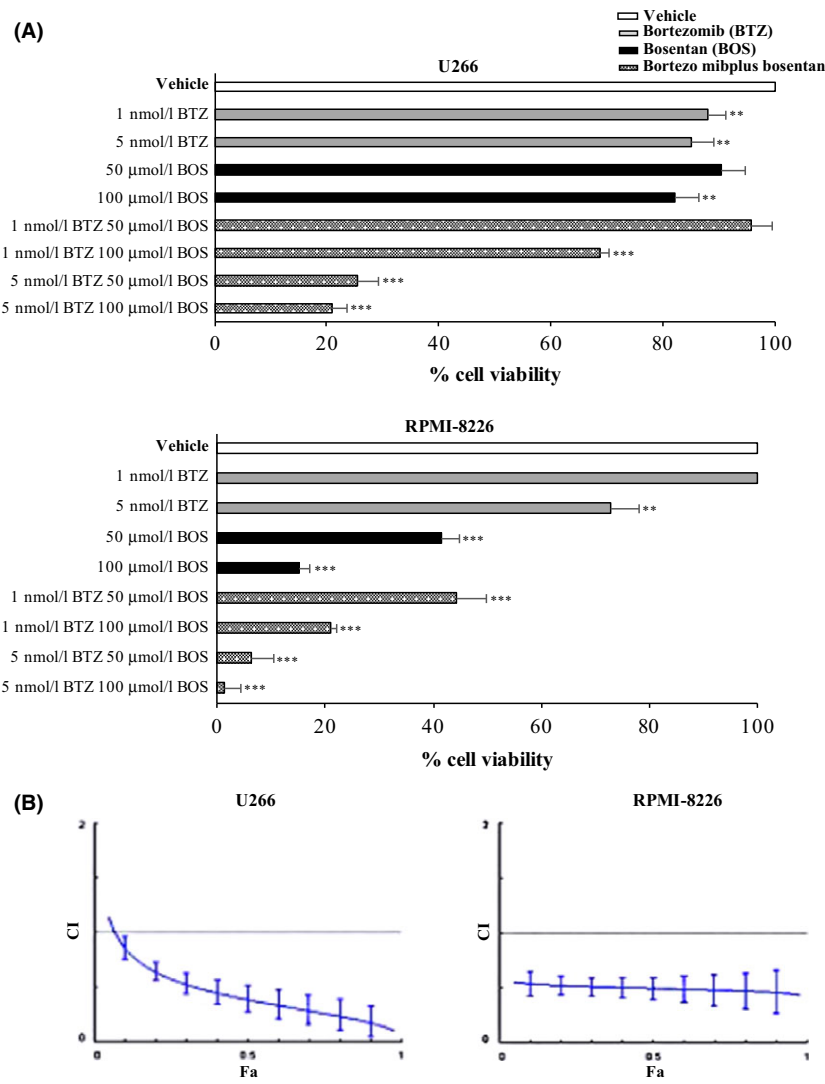 (A)
Vehicle
Bortezomib (BTZ)
Bosentan (BOS)
Bortezo mibplus bosentan
U266
Vehicle
1 nmol/l BTZ
**
5 nmol/l BTZ
**
50 µmol/l BOS
100 µmol/l BOS
**
1 nmol/l BTZ 50 µmol/l BOS
1 nmol/l BTZ 100 µmol/l BOS
***
5 nmol/l BTZ 50 µmol/l BOS
***
5 nmol/l BTZ 100 µmol/l BOS
***
0 20 40 60 80 100
% cell viability
RPMI-8226
Vehicle
1 nmol/l BTZ
5 nmol/l BTZ
**
50 µmol/l BOS
***
100 µmol/l BOS
***
1 nmol/l BTZ 50 µmol/l BOS
***
1 nmol/l BTZ 100 µmol/l BOS
***
5 nmol/l BTZ 50 µmol/l BOS
***
5 nmol/l BTZ 100 µmol/l BOS
***
0 20 40 60 80 100
% cell viability
(B)
U266
2
CI
0
0 0.5 1
Fa
RPMI-8226
2
CI
0
0 0.5 1
Fa